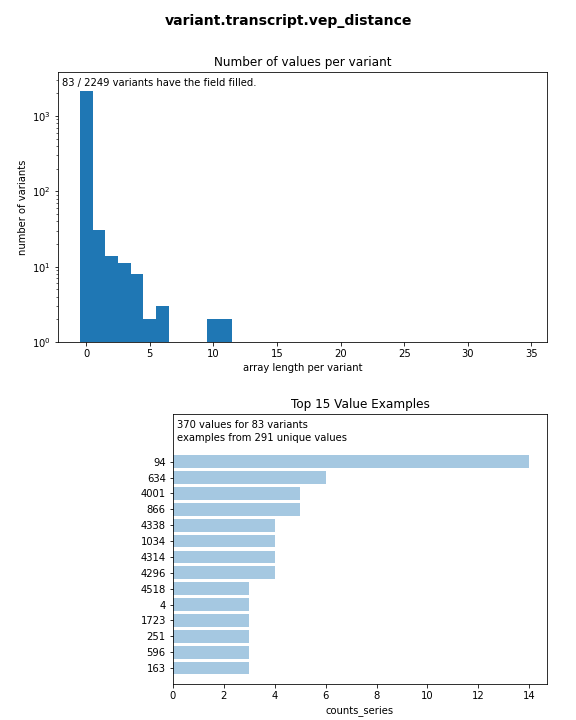 variant.transcript.vep_distance
Number of values per variant
83 / 2249 variants have the field filled.
10³
10²
10¹
10⁰
number of variants
0 5 10 15 20 25 30 35
array length per variant
Top 15 Value Examples
370 values for 83 variants
examples from 291 unique values
94
634
4001
866
4338
1034
4314
4296
4518
4
1723
251
596
163
0 2 4 6 8 10 12 14
counts_series